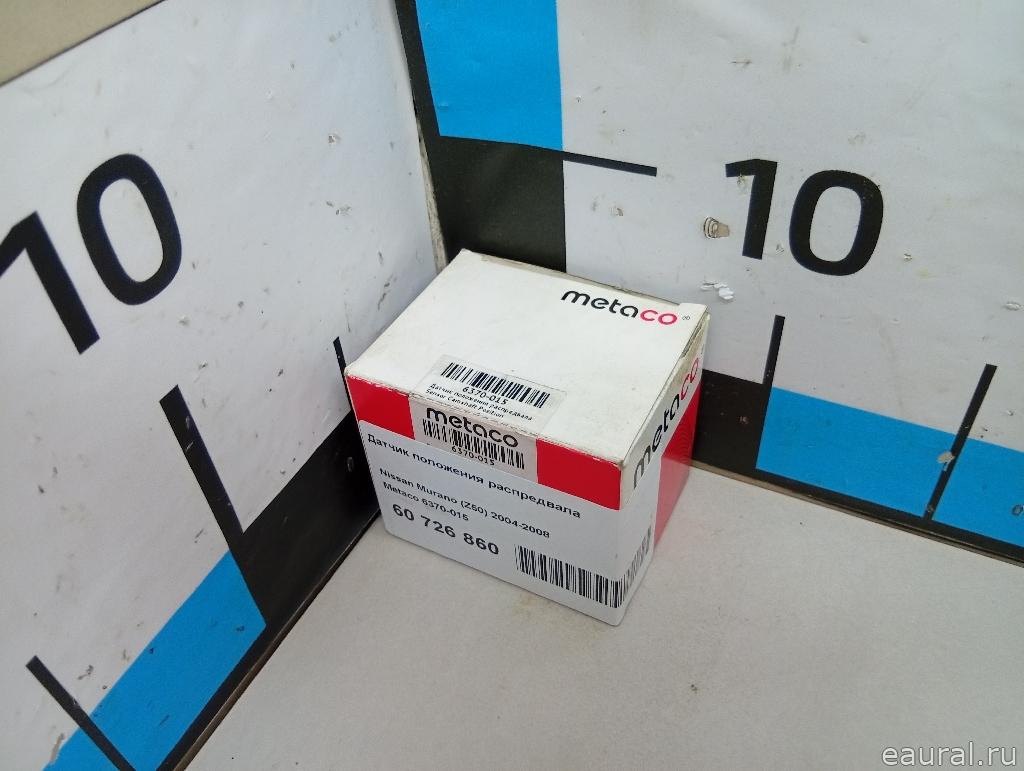 10
10
metaco®
6370-015
Датчик положения распредвала
Sensor Camshaft Position
metaco
6370-015
metaco
Датчик положения распредвала
Nissan Murano (Z50) 2004-2008
Metaco 6370-015
60 726 860
eaural.ru